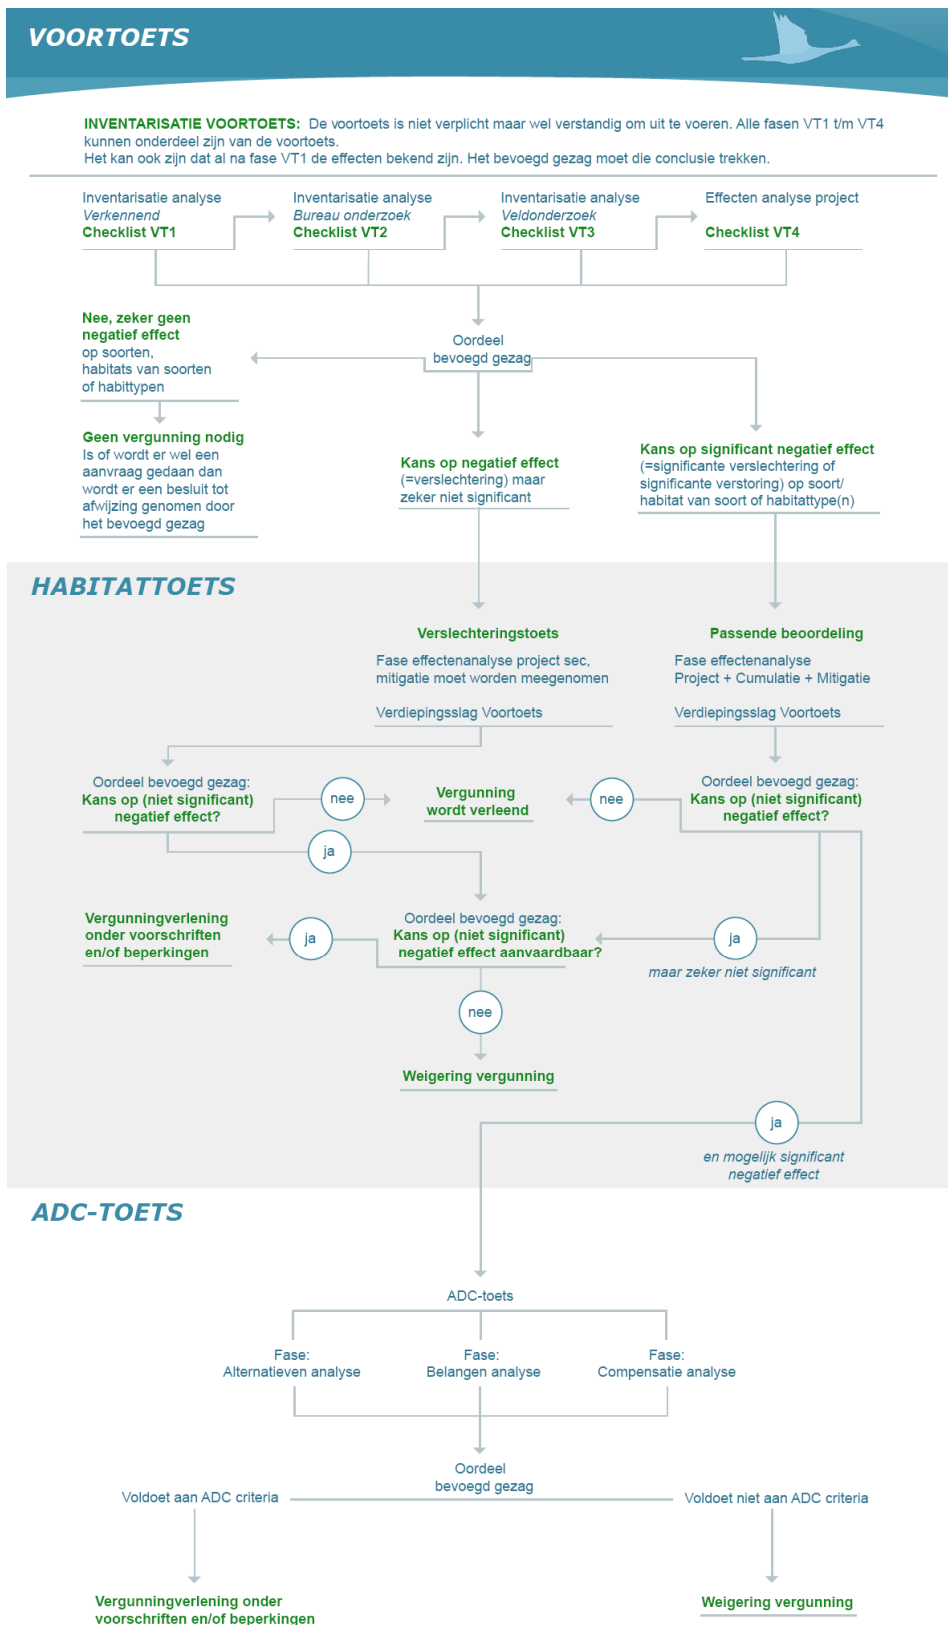 VOORTOETS
INVENTARISATIE VOORTOETS: De voortoets is niet verplicht maar wel verstandig om uit te voeren. Alle fasen VT1 t/m VT4
kunnen onderdeel zijn van de voortoets.
Het kan ook zijn dat al na fase VT1 de effecten bekend zijn. Het bevoegd gezag moet die conclusie trekken.
Inventarisatie analyse
Verkennend
Checklist VT1
Inventarisatie analyse
Bureau onderzoek
Checklist VT2
Inventarisatie analyse
Veldonderzoek
Checklist VT3
Effecten analyse project
Checklist VT4
Oordeel
bevoegd gezag
Nee, zeker geen
negatief effect
op soorten,
habitats van soorten
of habittypen
Geen vergunning nodig
Is of wordt er wel een
aanvraag gedaan dan
wordt er een besluit tot
afwijzing genomen door
het bevoegd gezag
Kans op negatief effect
(=verslechtering) maar
zeker niet significant
Kans op significant negatief effect
(=significante verslechtering of
significante verstoring) op soort/
habitat van soort of habitattype(n)
HABITATTOETS
Verslechteringstoets
Fase effectenanalyse project sec,
mitigatie moet worden meegenomen
Verdiepingsslag Voortoets
Passende beoordeling
Fase effectenanalyse
Project + Cumulatie + Mitigatie
Verdiepingsslag Voortoets
Oordeel bevoegd gezag:
Kans op (niet significant)
negatief effect?
nee
Vergunning
wordt verleend
nee
Oordeel bevoegd gezag:
Kans op (niet significant)
negatief effect?
ja
Vergunningverlening
onder voorschriften
en/of beperkingen
ja
Oordeel bevoegd gezag:
Kans op (niet significant)
negatief effect aanvaardbaar?
ja
maar zeker niet significant
nee
Weigering vergunning
ja
en mogelijk significant
negatief effect
ADC-TOETS
ADC-toets
Fase:
Alternatieven analyse
Fase:
Belangen analyse
Fase:
Compensatie analyse
Oordeel
bevoegd gezag
Voldoet aan ADC criteria
Voldoet niet aan ADC criteria
Vergunningverlening onder
voorschriften en/of beperkingen
Weigering vergunning